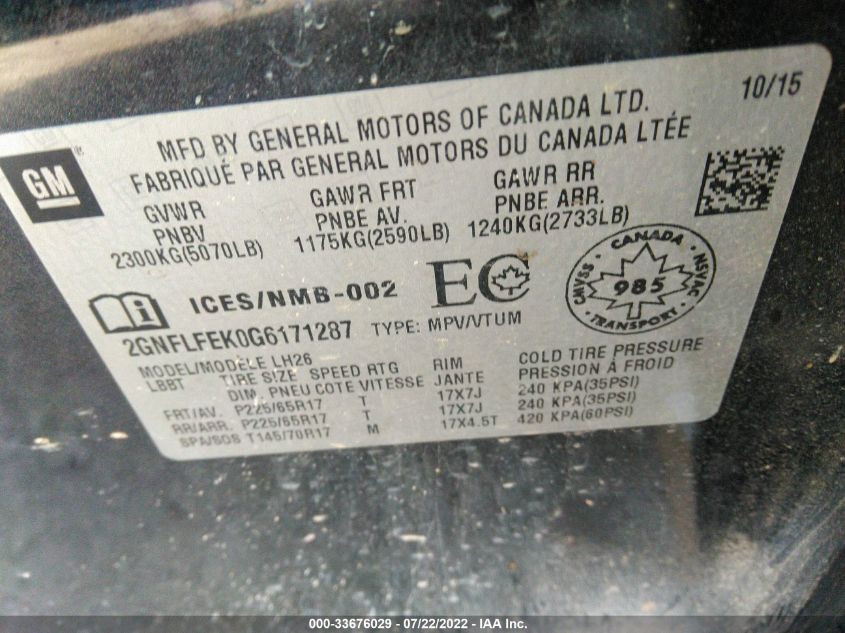 10/15
MFD BY GENERAL MOTORS OF CANADA LTD.
FABRIQUÉ PAR GENERAL MOTORS DU CANADA LTÉE
GM
GVWR GAWR FRT GAWR RR
PNBV PNBE AV. PNBE ARR.
2300KG(5070LB) 1175KG(2590LB) 1240KG(2733LB)
ICES/NMB-002 EC
CANADA
CMVSS 985 NSVAC
TRANSPORT
2GNFLFEK0G6171287 TYPE: MPV/VTUM
MODEL/MODÈLE LH26
LBBT TIRE SIZE SPEED RTG RIM COLD TIRE PRESSURE
DIM. PNEU COTE VITESSE JANTE PRESSION À FROID
FRT/AV. P225/65R17 T 17X7J 240 KPA(35PSI)
RR/ARR. P225/65R17 T 17X7J 240 KPA(35PSI)
SPA/SOS T145/70R17 M 17X4.5T 420 KPA(60PSI)
000-33676029 - 07/22/2022 - IAA Inc.